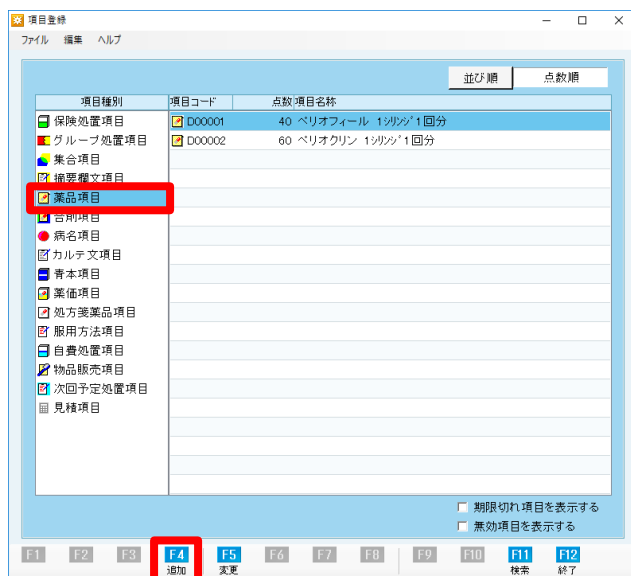 項目登録
ファイル 編集 ヘルプ
並び順 点数順
項目種別 項目コード 点数 項目名称
保険処置項目 D00001 40 ペリオフィール 1シリンジ1回分
グループ処置項目 D00002 60 ペリオクリン 1シリンジ1回分
集合項目
摘要欄文項目
薬品項目
合剤項目
病名項目
カルテ文項目
青本項目
薬価項目
処方箋薬品項目
服用方法項目
自費処置項目
物品販売項目
次回予定処置項目
見積項目
期限切れ項目を表示する
無効項目を表示する
F1 F2 F3 F4 F5 F6 F7 F8 F9 F10 F11 F12
追加 変更 検索 終了